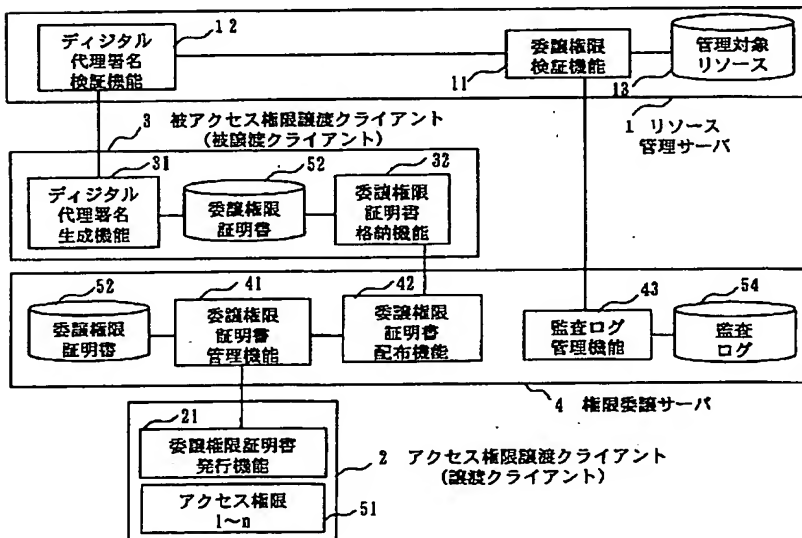 12
ディジタル
代理署名
検証機能
委譲権限
検証機能
11
管理対象
リソース
13
1 リソース
管理サーバ
3 被アクセス権限譲渡クライアント
(被譲渡クライアント)
31
ディジタル
代理署名
生成機能
52
委譲権限
証明書
32
委譲権限
証明書
格納機能
52
委譲権限
証明書
41
委譲権限
証明書
管理機能
42
委譲権限
証明書
配布機能
43
監査ログ
管理機能
54
監査
ログ
4 権限委譲サーバ
21
委譲権限証明書
発行機能
2 アクセス権限譲渡クライアント
(譲渡クライアント)
アクセス権限
1～n
51